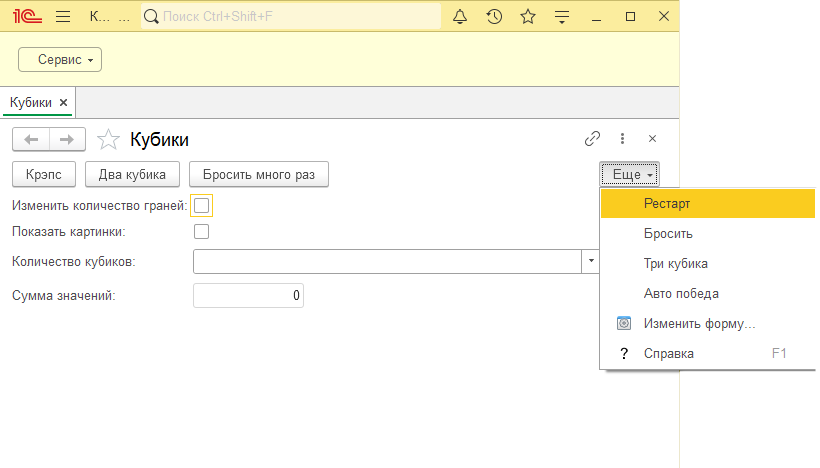 1С К... ... Поиск Ctrl+Shift+F
Сервис
Кубики
Кубики
Крэпс Два кубика Бросить много раз Еще
Изменить количество граней:
Показать картинки:
Количество кубиков:
Сумма значений: 0
Рестарт
Бросить
Три кубика
Авто победа
Изменить форму...
? Справка F1